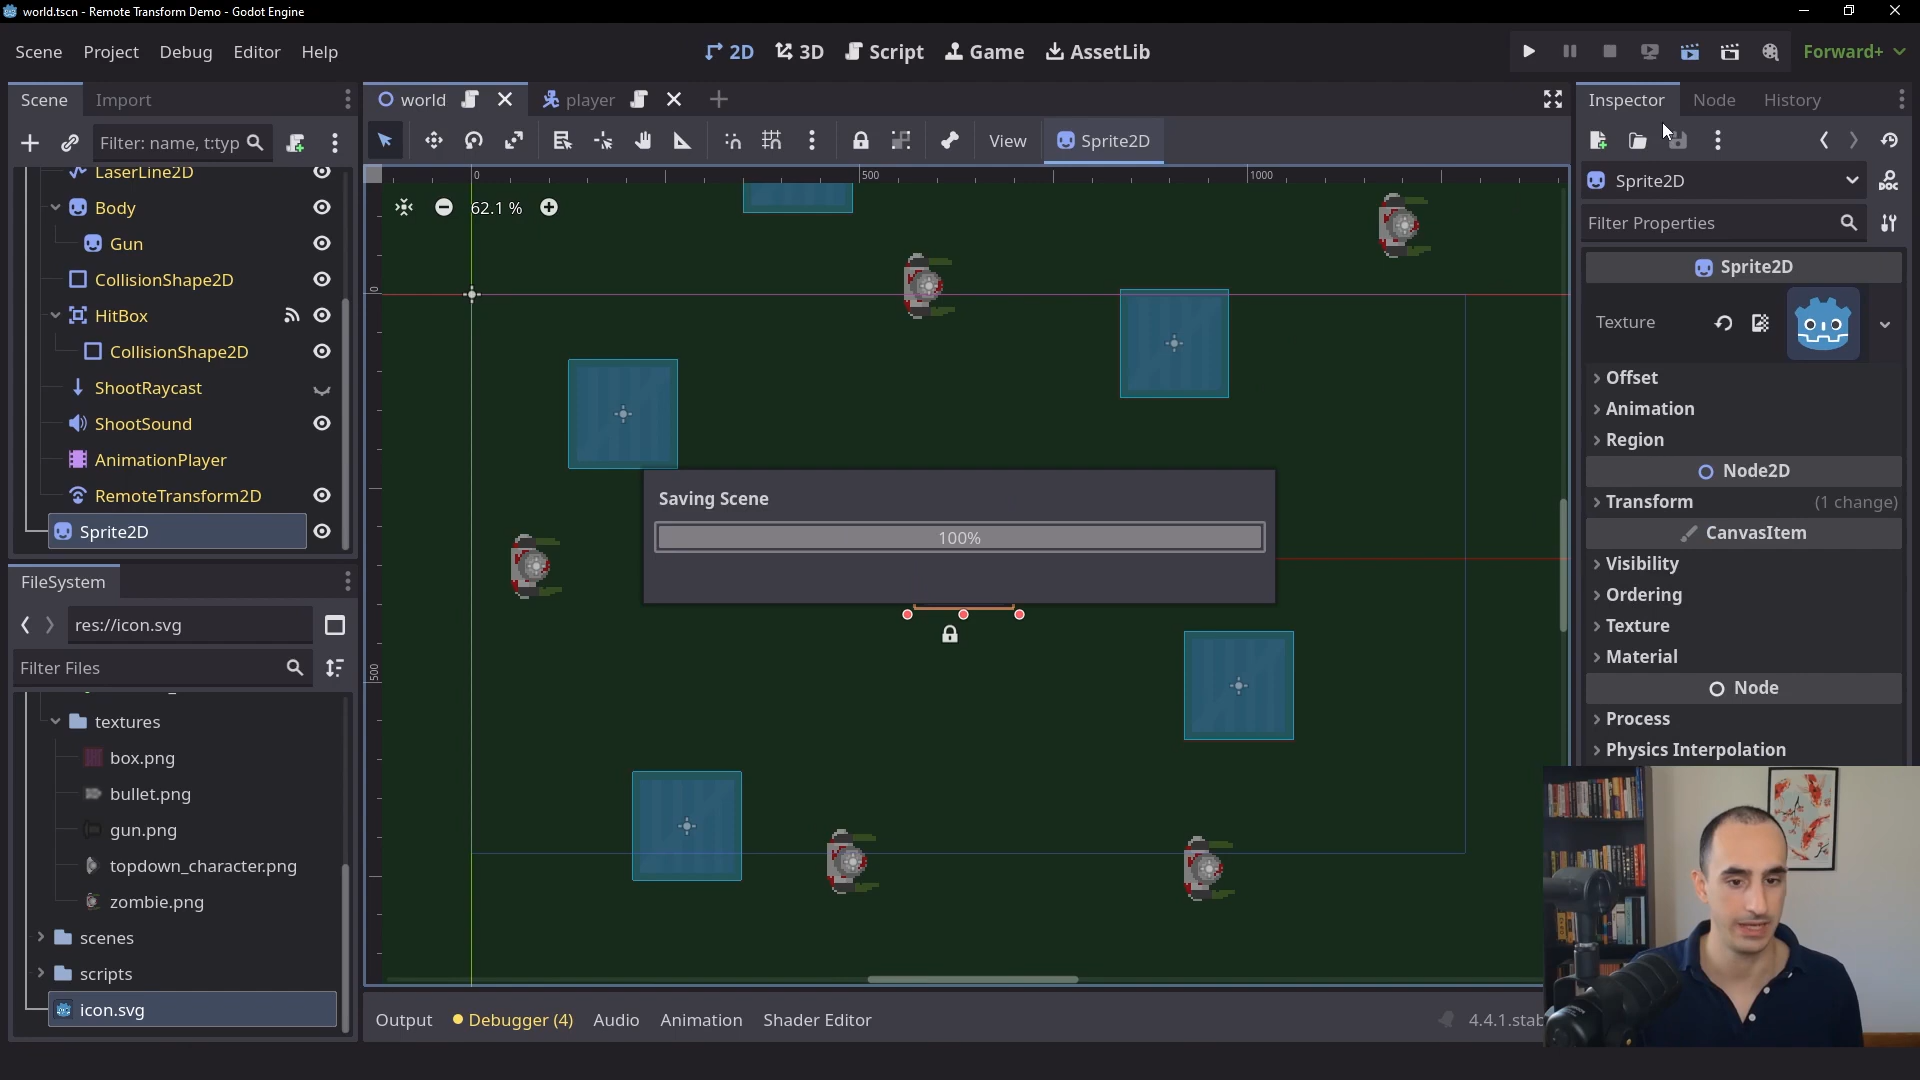 world.tscn - Remote Transform Demo - Godot Engine
Scene Project Debug Editor Help
2D 3D Script Game AssetLib
Forward+
Scene Import
world player
Inspector Node History
Filter: name, t:typ
View Sprite2D
LaserLine2D
Body
Gun
CollisionShape2D
HitBox
CollisionShape2D
ShootRaycast
ShootSound
AnimationPlayer
RemoteTransform2D
Sprite2D
0 500 1000
62.1 %
0
500
Saving Scene
100%
Sprite2D
Filter Properties
Sprite2D
Texture
Offset
Animation
Region
Node2D
Transform (1 change)
CanvasItem
Visibility
Ordering
Texture
Material
Node
Process
Physics Interpolation
FileSystem
res://icon.svg
Filter Files
textures
box.png
bullet.png
gun.png
topdown_character.png
zombie.png
scenes
scripts
icon.svg
Output Debugger (4) Audio Animation Shader Editor
4.4.1.stab